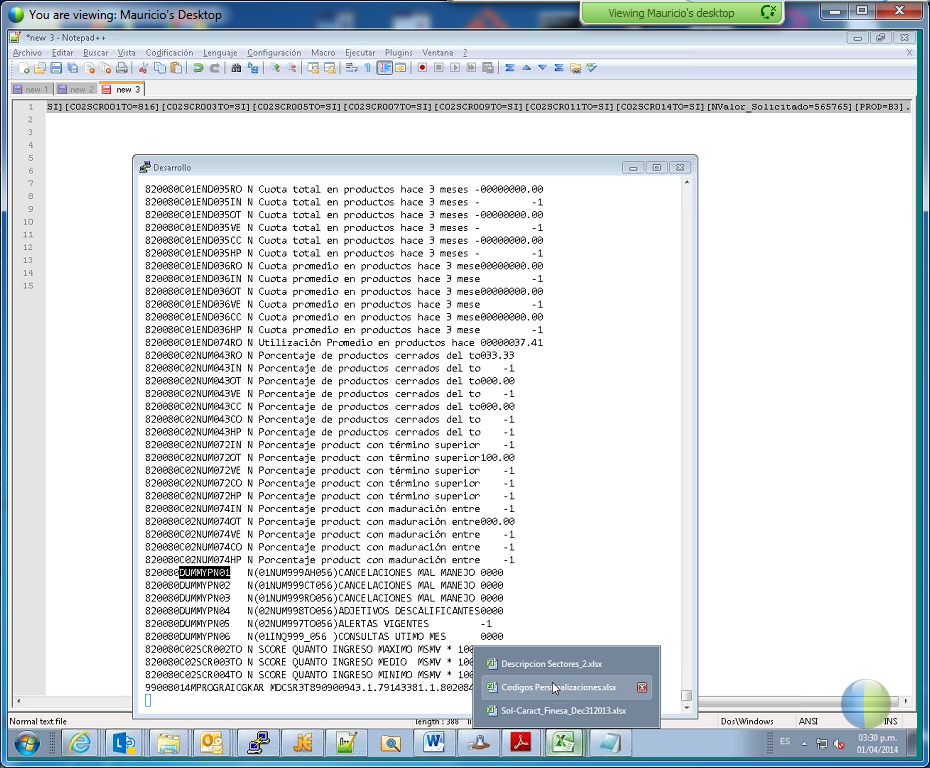 You are viewing: Mauricio's Desktop
Viewing Mauricio's desktop
*new 3 - Notepad++
Archivo Editar Buscar Vista Codificación Lenguaje Configuración Macro Ejecutar Plugins Ventana ?
X
new 1 new 2 new 3
1 SI][C02SCR001TO=816][C02SCR003TO=SI][C02SCR005TO=SI][C02SCR007TO=SI][C02SCR009TO=SI][C02SCR011TO=SI][C02SCR014TO=SI][NValor_Solicitado=565765][PROD=B3].
2
3
4
5
6
7
8
9
10
11
12
13
14
15
Desarrollo
820080C01END035RO N Cuota total en productos hace 3 meses -00000000.00
820080C01END035IN N Cuota total en productos hace 3 meses - -1
820080C01END035OT N Cuota total en productos hace 3 meses -00000000.00
820080C01END035VE N Cuota total en productos hace 3 meses - -1
820080C01END035CC N Cuota total en productos hace 3 meses -00000000.00
820080C01END035HP N Cuota total en productos hace 3 meses - -1
820080C01END036RO N Cuota promedio en productos hace 3 mese00000000.00
820080C01END036IN N Cuota promedio en productos hace 3 mese -1
820080C01END036OT N Cuota promedio en productos hace 3 mese00000000.00
820080C01END036VE N Cuota promedio en productos hace 3 mese -1
820080C01END036CC N Cuota promedio en productos hace 3 mese00000000.00
820080C01END036HP N Cuota promedio en productos hace 3 mese -1
820080C01END074RO N Utilización Promedio en productos hace 00000037.41
820080C02NUM043RO N Porcentaje de productos cerrados del to033.33
820080C02NUM043IN N Porcentaje de productos cerrados del to -1
820080C02NUM043OT N Porcentaje de productos cerrados del to000.00
820080C02NUM043VE N Porcentaje de productos cerrados del to -1
820080C02NUM043CC N Porcentaje de productos cerrados del to000.00
820080C02NUM043CO N Porcentaje de productos cerrados del to -1
820080C02NUM043HP N Porcentaje de productos cerrados del to -1
820080C02NUM072IN N Porcentaje product con término superior -1
820080C02NUM072OT N Porcentaje product con término superior100.00
820080C02NUM072VE N Porcentaje product con término superior -1
820080C02NUM072CO N Porcentaje product con término superior -1
820080C02NUM072HP N Porcentaje product con término superior -1
820080C02NUM074IN N Porcentaje product con maduración entre -1
820080C02NUM074OT N Porcentaje product con maduración entre000.00
820080C02NUM074VE N Porcentaje product con maduración entre -1
820080C02NUM074CO N Porcentaje product con maduración entre -1
820080C02NUM074HP N Porcentaje product con maduración entre -1
820080DUMMYPN01 N(01NUM999AH056)CANCELACIONES MAL MANEJO 0000
820080DUMMYPN02 N(01NUM999CT056)CANCELACIONES MAL MANEJO 0000
820080DUMMYPN03 N(01NUM999RO056)CANCELACIONES MAL MANEJO 0000
820080DUMMYPN04 N(02NUM998TO056)ADJETIVOS DESCALIFICANTES0000
820080DUMMYPN05 N(02NUM997TO056)ALERTAS VIGENTES -1
820080DUMMYPN06 N(01INQ999_056 )CONSULTAS UTIMO MES 0000
820080C02SCR002TO N SCORE QUANTO INGRESO MAXIMO MSMV * 100
820080C02SCR003TO N SCORE QUANTO INGRESO MEDIO MSMV * 100
820080C02SCR004TO N SCORE QUANTO INGRESO MINIMO MSMV * 100
99008014MPROGRAICGKAR MDCSR3T890900943.1.79143381.1.802084
Descripcion Sectores_2.xlsx
Codigos Personalizaciones.xlsx
Sol-Caract_Finesa_Dec312013.xlsx
Normal text file
length : 388
Dos\Windows
ANSI
INS
ES
03:30 p.m.
01/04/2014